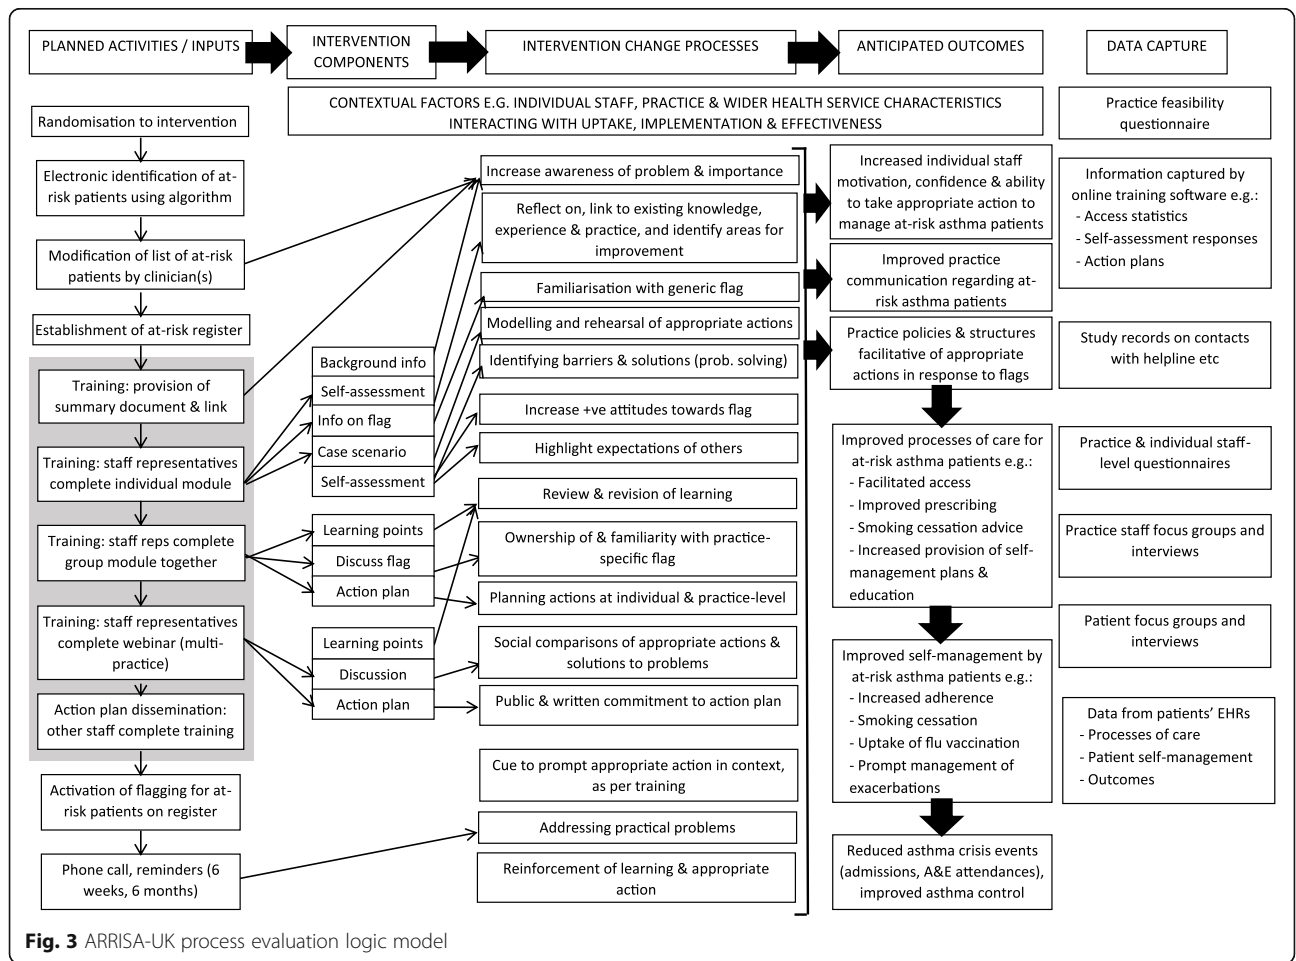 PLANNED ACTIVITIES / INPUTS
INTERVENTION
COMPONENTS
INTERVENTION CHANGE PROCESSES
ANTICIPATED OUTCOMES
DATA CAPTURE
CONTEXTUAL FACTORS E.G. INDIVIDUAL STAFF, PRACTICE & WIDER HEALTH SERVICE CHARACTERISTICS
INTERACTING WITH UPTAKE, IMPLEMENTATION & EFFECTIVENESS
Randomisation to intervention
Electronic identification of at-
risk patients using algorithm
Modification of list of at-risk
patients by clinician(s)
Establishment of at-risk register
Training: provision of
summary document & link
Training: staff representatives
complete individual module
Training: staff reps complete
group module together
Training: staff representatives
complete webinar (multi-
practice)
Action plan dissemination:
other staff complete training
Activation of flagging for at-
risk patients on register
Phone call, reminders (6
weeks, 6 months)
Background info
Self-assessment
Info on flag
Case scenario
Self-assessment
Learning points
Discuss flag
Action plan
Learning points
Discussion
Action plan
Increase awareness of problem & importance
Reflect on, link to existing knowledge,
experience & practice, and identify areas for
improvement
Familiarisation with generic flag
Modelling and rehearsal of appropriate actions
Identifying barriers & solutions (prob. solving)
Increase +ve attitudes towards flag
Highlight expectations of others
Review & revision of learning
Ownership of & familiarity with practice-
specific flag
Planning actions at individual & practice-level
Social comparisons of appropriate actions &
solutions to problems
Public & written commitment to action plan
Cue to prompt appropriate action in context,
as per training
Addressing practical problems
Reinforcement of learning & appropriate
action
Increased individual staff
motivation, confidence & ability
to take appropriate action to
manage at-risk asthma patients
Improved practice
communication regarding at-
risk asthma patients
Practice policies & structures
facilitative of appropriate
actions in response to flags
Improved processes of care for
at-risk asthma patients e.g.:
- Facilitated access
- Improved prescribing
- Smoking cessation advice
- Increased provision of self-
management plans &
education
Improved self-management by
at-risk asthma patients e.g.:
- Increased adherence
- Smoking cessation
- Uptake of flu vaccination
- Prompt management of
exacerbations
Reduced asthma crisis events
(admissions, A&E attendances),
improved asthma control
Practice feasibility
questionnaire
Information captured by
online training software e.g.:
- Access statistics
- Self-assessment responses
- Action plans
Study records on contacts
with helpline etc
Practice & individual staff-
level questionnaires
Practice staff focus groups and
interviews
Patient focus groups and
interviews
Data from patients' EHRs
- Processes of care
- Patient self-management
- Outcomes
Fig. 3 ARRISA-UK process evaluation logic model